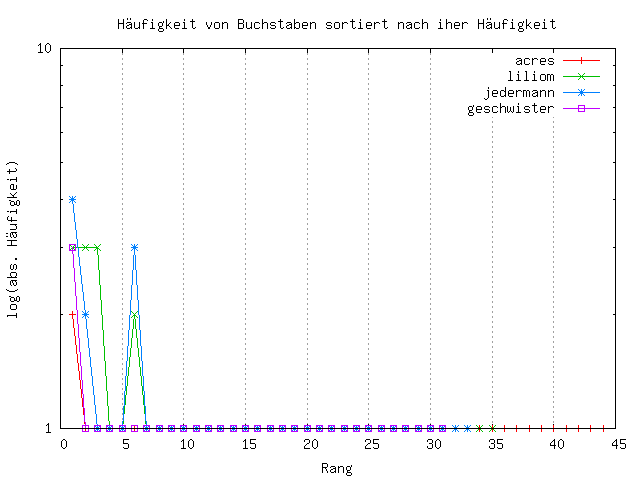 Häufigkeit von Buchstaben sortiert nach iher Häufigkeit
10
acres
liliom
jedermann
geschwister
log(abs. Häufigkeit)
1
0 5 10 15 20 25 30 35 40 45
Rang